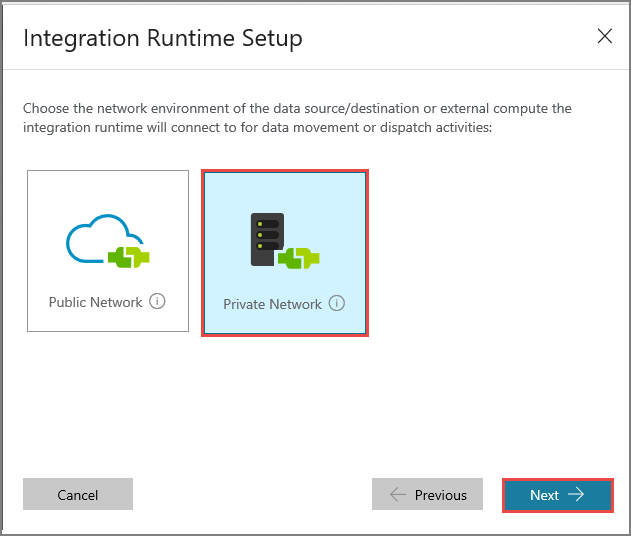 Integration Runtime Setup
Choose the network environment of the data source/destination or external compute the
integration runtime will connect to for data movement or dispatch activities:
Public Network
Private Network
Cancel
Previous
Next